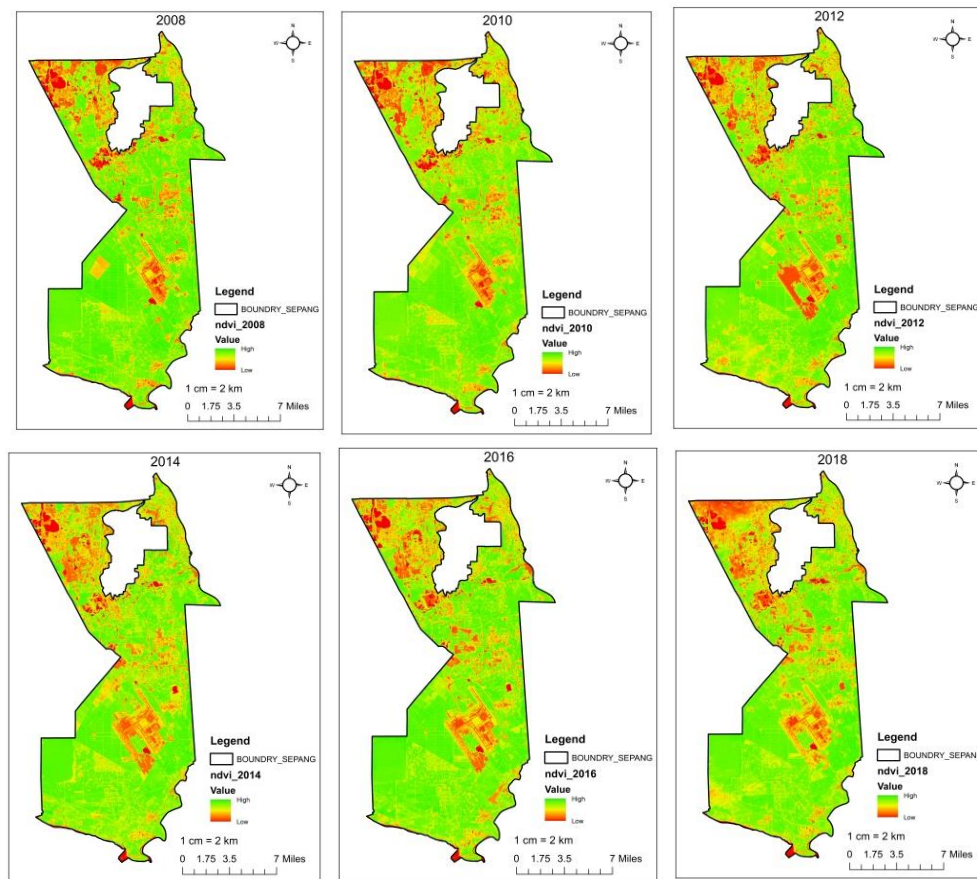 2008
N
W E
S
Legend
BOUNDRY_SEPANG
ndvi_2008
Value
High
Low
1 cm = 2 km
0 1.75 3.5 7 Miles
2010
N
W E
S
Legend
BOUNDRY_SEPANG
ndvi_2010
Value
High
Low
1 cm = 2 km
0 1.75 3.5 7 Miles
2012
N
W E
S
Legend
BOUNDRY_SEPANG
ndvi_2012
Value
High
Low
1 cm = 2 km
0 1.75 3.5 7 Miles
2014
N
W E
S
Legend
BOUNDRY_SEPANG
ndvi_2014
Value
High
Low
1 cm = 2 km
0 1.75 3.5 7 Miles
2016
N
W E
S
Legend
BOUNDRY_SEPANG
ndvi_2016
Value
High
Low
1 cm = 2 km
0 1.75 3.5 7 Miles
2018
N
W E
S
Legend
BOUNDRY_SEPANG
ndvi_2018
Value
High
Low
1 cm = 2 km
0 1.75 3.5 7 Miles